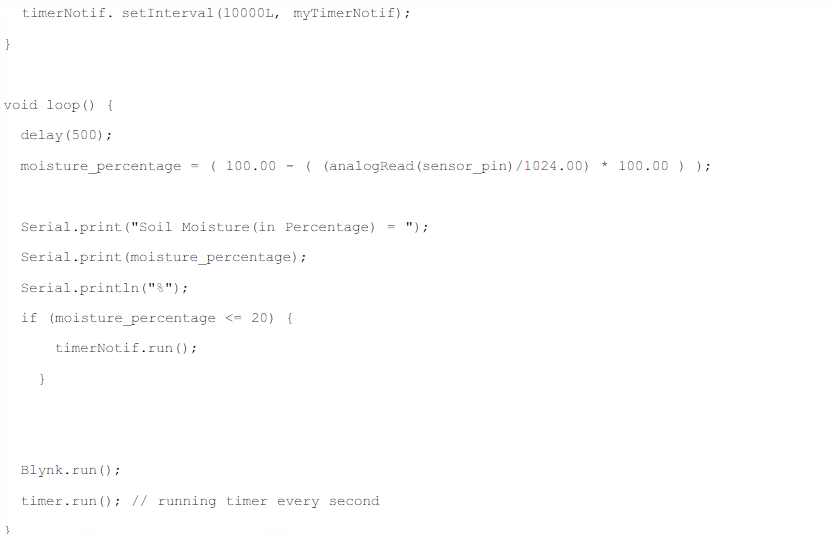 timerNotif. setInterval(10000L, myTimerNotif);
}
void loop() {
delay(500);
moisture_percentage = ( 100.00 - ( (analogRead(sensor_pin)/1024.00) * 100.00 ) );
Serial.print("Soil Moisture(in Percentage) = ");
Serial.print(moisture_percentage);
Serial.println("%");
if (moisture_percentage <= 20) {
timerNotif.run();
}
Blynk.run();
timer.run(); // running timer every second
}